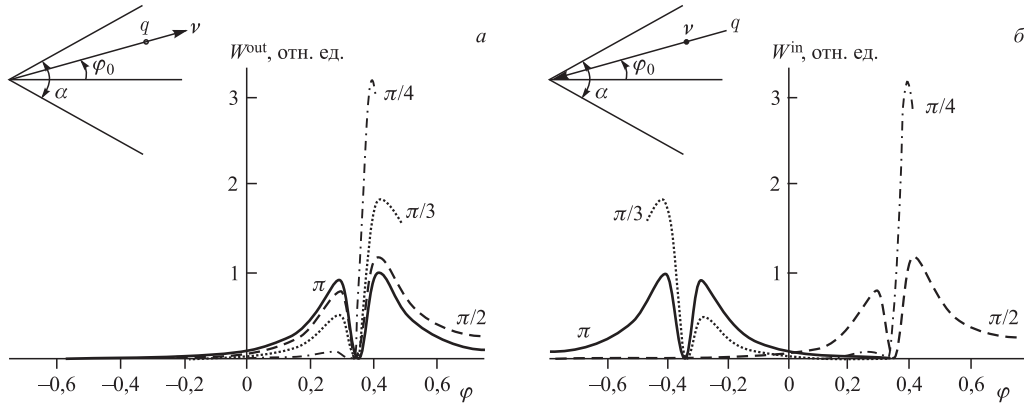 q
ν
φ₀
α
a
W^out, отн. ед.
3
2
1
π/4
π/3
π
π/2
−0,6 −0,4 −0,2 0 0,2 0,4 0,6 φ
ν
q
φ₀
α
б
W^in, отн. ед.
3
2
1
π/4
π/3
π
π/2
−0,6 −0,4 −0,2 0 0,2 0,4 0,6 φ